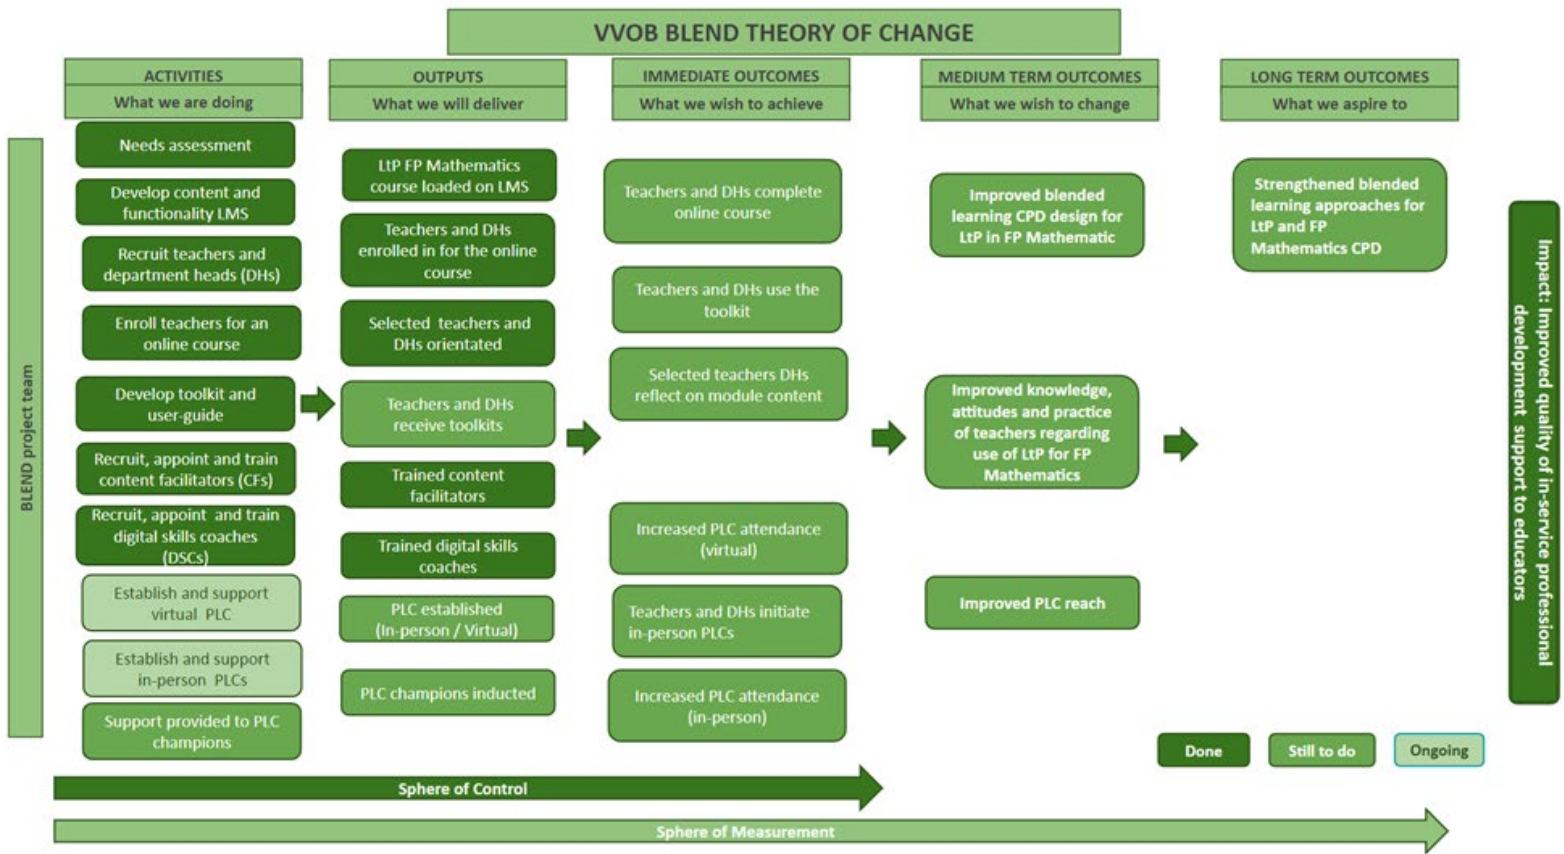 VVOB BLEND THEORY OF CHANGE
ACTIVITIES
What we are doing
OUTPUTS
What we will deliver
IMMEDIATE OUTCOMES
What we wish to achieve
MEDIUM TERM OUTCOMES
What we wish to change
LONG TERM OUTCOMES
What we aspire to
BLEND project team
Needs assessment
Develop content and
functionality LMS
Recruit teachers and
department heads (DHs)
Enroll teachers for an
online course
Develop toolkit and
user-guide
Recruit, appoint and train
content facilitators (CFs)
Recruit, appoint  and train
digital skills coaches
(DSCs)
Establish and support
virtual  PLC
Establish and support
in-person  PLCs
Support provided to PLC
champions
LtP FP Mathematics
course loaded on LMS
Teachers and DHs
enrolled in for the online
course
Selected  teachers and
DHs orientated
Teachers and DHs
receive toolkits
Trained content
facilitators
Trained digital skills
coaches
PLC established
(In-person / Virtual)
PLC champions inducted
Teachers and DHs complete
online course
Teachers and DHs use the
toolkit
Selected teachers DHs
reflect on module content
Increased PLC attendance
(virtual)
Teachers and DHs initiate
in-person PLCs
Increased PLC attendance
(in-person)
Improved blended
learning CPD design for
LtP in FP Mathematic
Improved knowledge,
attitudes and practice
of teachers regarding
use of LtP for FP
Mathematics
Improved PLC reach
Strengthened blended
learning approaches for
LtP and FP
Mathematics CPD
Impact: Improved quality of in-service professional
development  support to educators
Done
Still to do
Ongoing
Sphere of Control
Sphere of Measurement